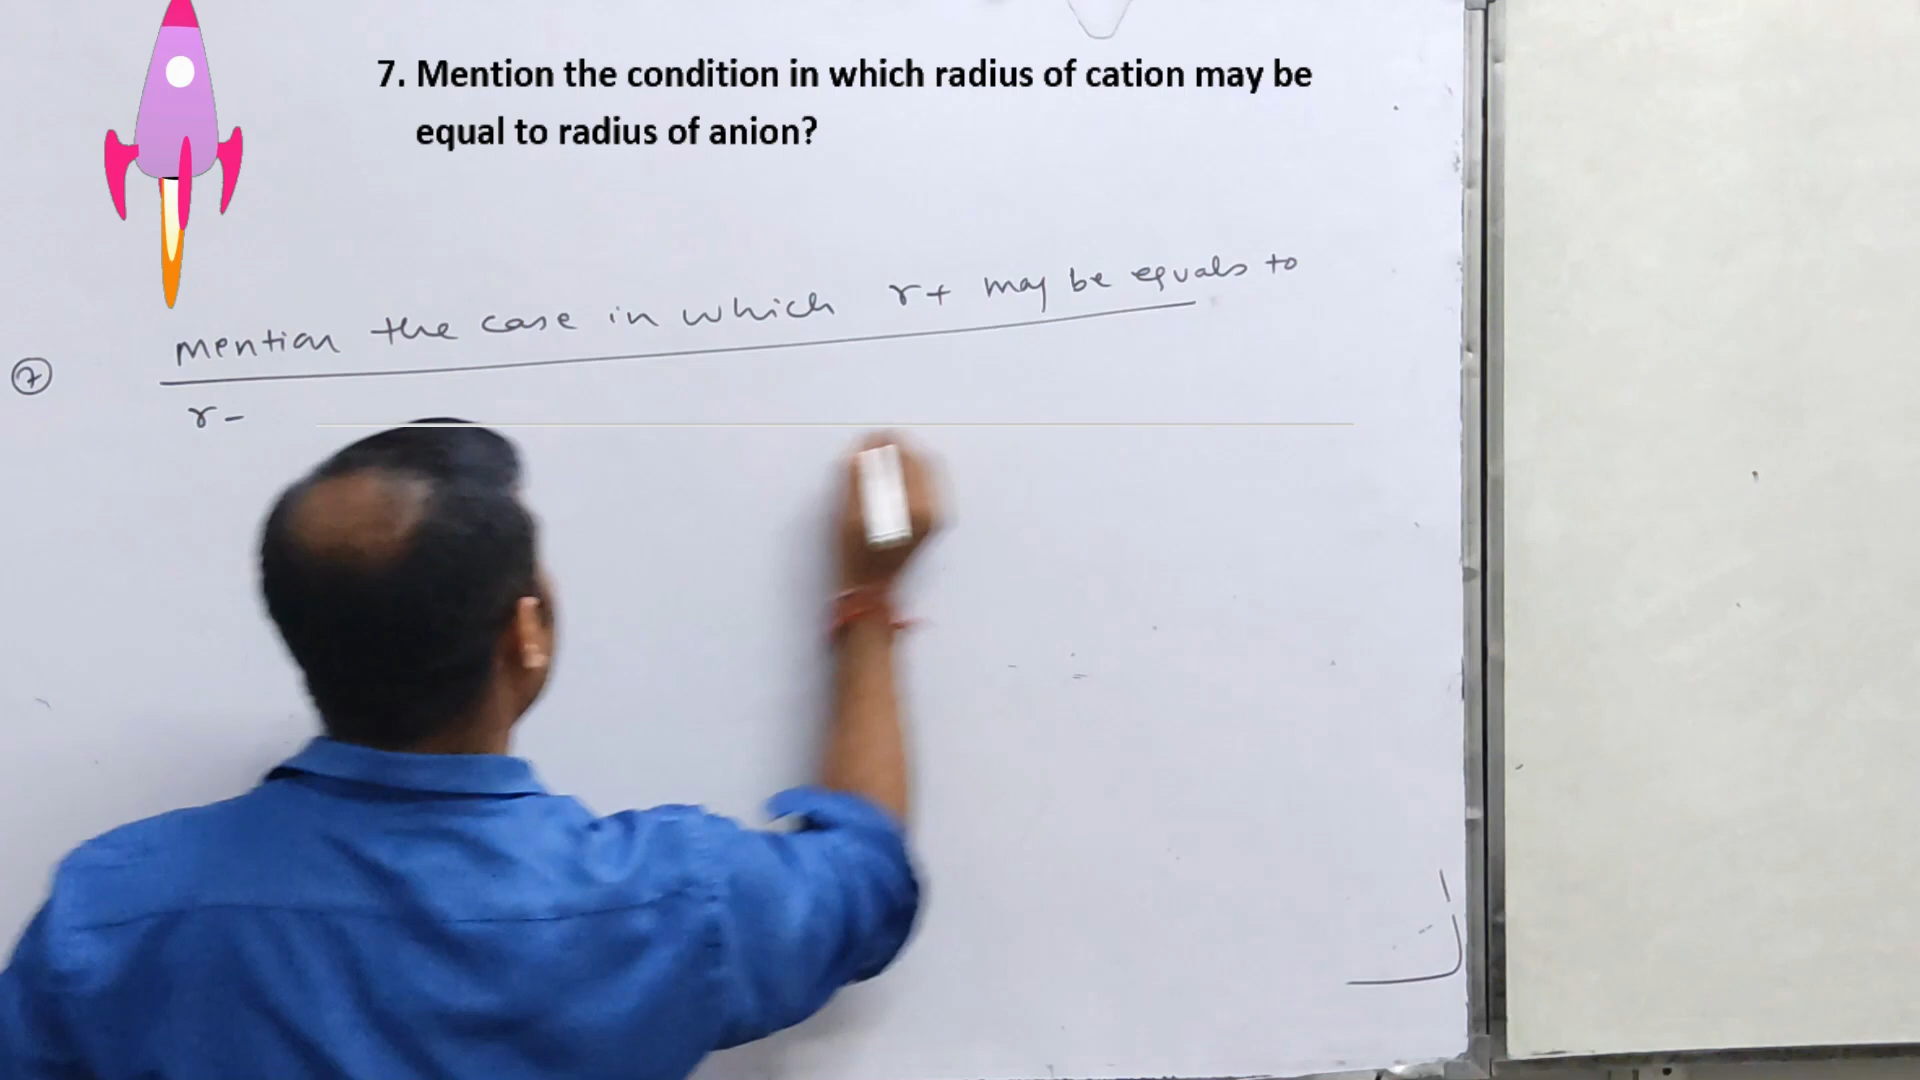 7. Mention the condition in which radius of cation may be
equal to radius of anion?
mention the case in which r+ may be equals to
7
r-